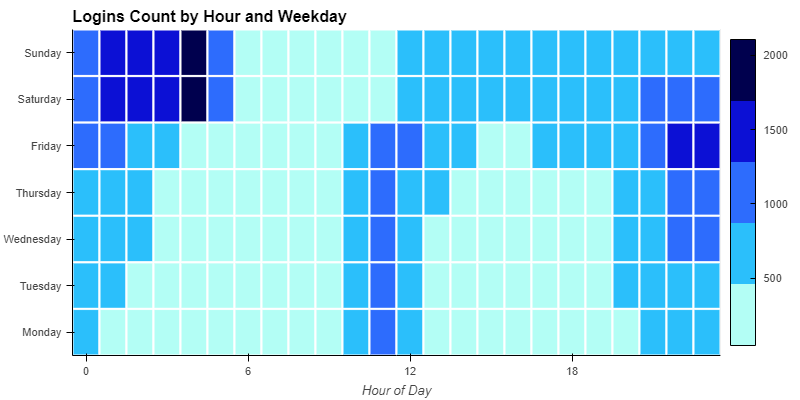 Logins Count by Hour and Weekday
Sunday
Saturday
Friday
Thursday
Wednesday
Tuesday
Monday
0 6 12 18
Hour of Day
2000
1500
1000
500